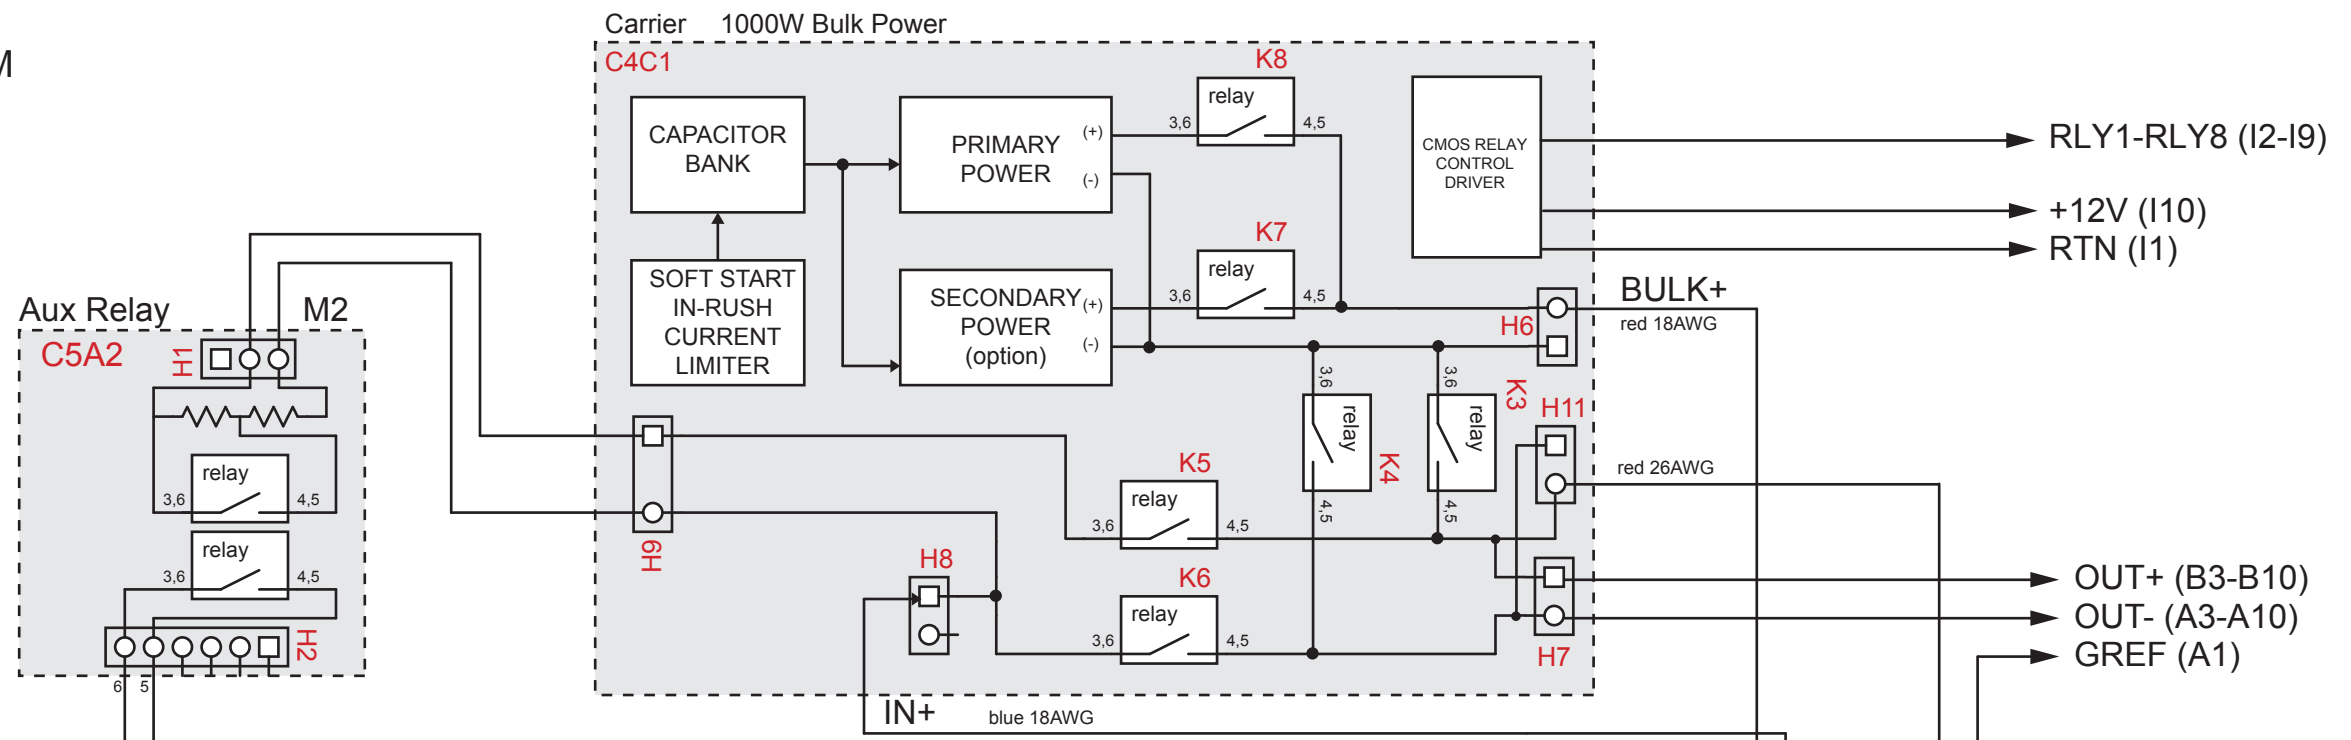 M
Carrier 1000W Bulk Power
C4C1
K8
relay
3,6 4,5
CAPACITOR
BANK
PRIMARY
POWER
(+)
(-)
CMOS RELAY
CONTROL
DRIVER
RLY1-RLY8 (I2-I9)
+12V (I10)
RTN (I1)
K7
relay
3,6 4,5
SOFT START
IN-RUSH
CURRENT
LIMITER
SECONDARY
POWER
(option)
(+)
(-)
H6
BULK+
red 18AWG
Aux Relay M2
C5A2
H1
relay
3,6 4,5
relay
3,6 4,5
H2
6 5
3,6
relay
K4
4,5
3,6
relay
K3
4,5
H11
red 26AWG
K5
relay
3,6 4,5
H9
H8
K6
relay
3,6 4,5
H7
OUT+ (B3-B10)
OUT- (A3-A10)
GREF (A1)
IN+ blue 18AWG